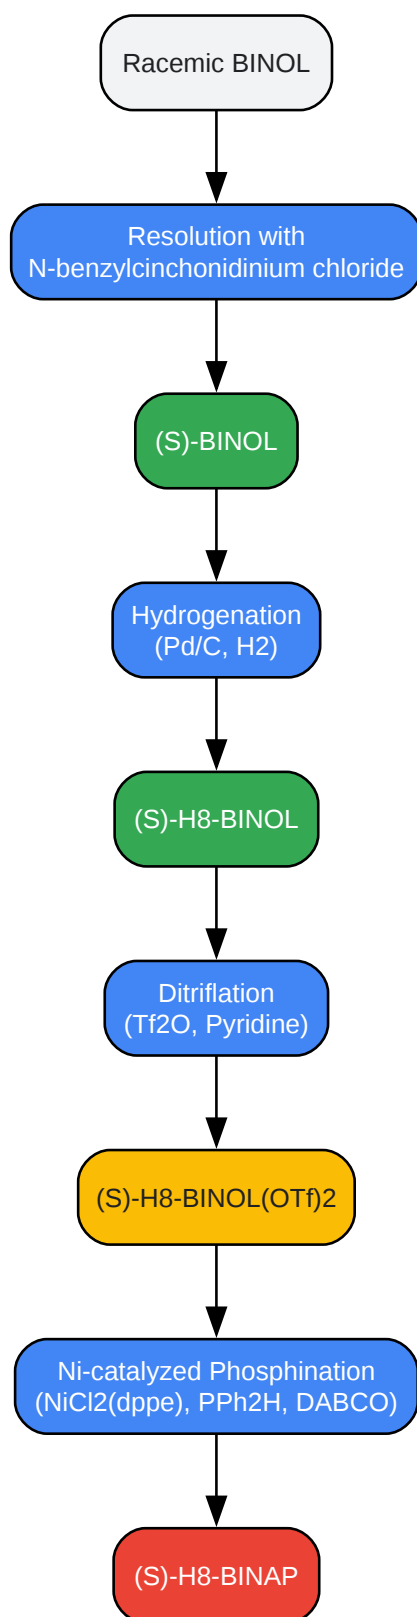 Racemic BINOL
Resolution with
N-benzylcinchonidinium chloride
(S)-BINOL
Hydrogenation
(Pd/C, H2)
(S)-H8-BINOL
Ditriflation
(Tf2O, Pyridine)
(S)-H8-BINOL(OTf)2
Ni-catalyzed Phosphination
(NiCl2(dppe), PPh2H, DABCO)
(S)-H8-BINAP